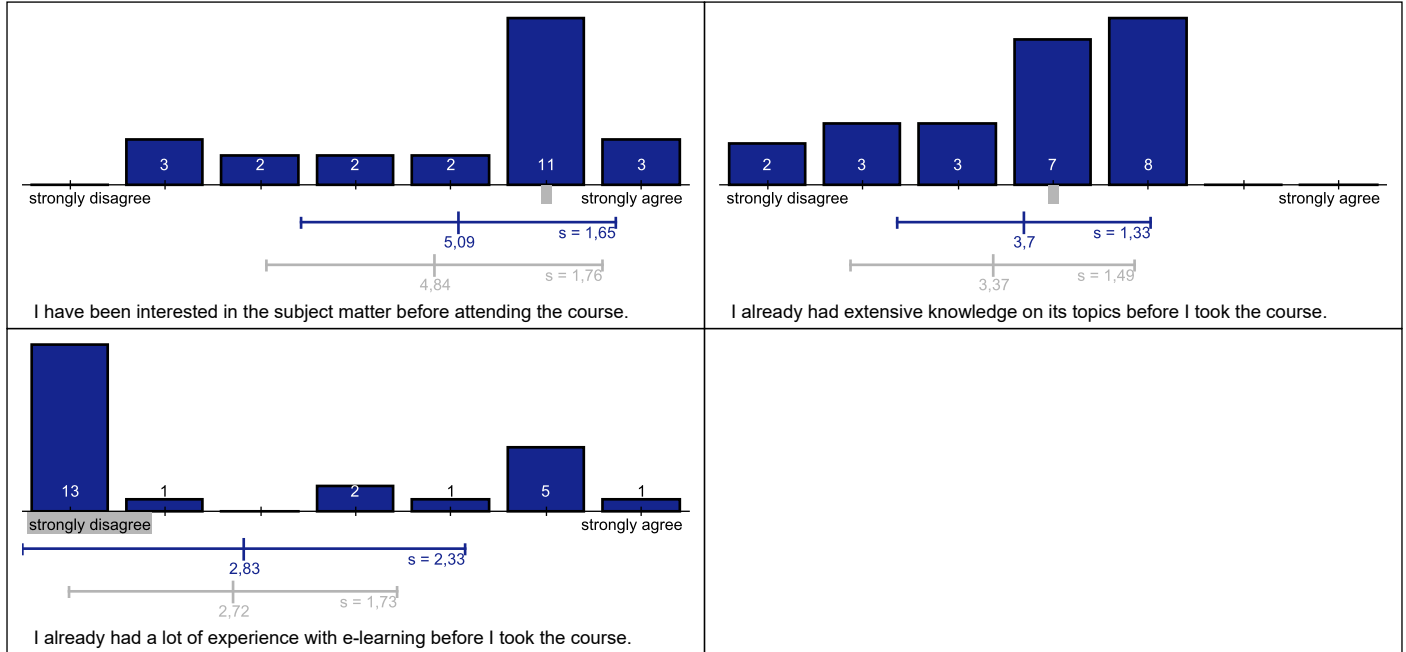 3 2 2 2 11 3
strongly disagree strongly agree
5,09 s = 1,65
4,84 s = 1,76
I have been interested in the subject matter before attending the course.
2 3 3 7 8
strongly disagree strongly agree
3,7 s = 1,33
3,37 s = 1,49
I already had extensive knowledge on its topics before I took the course.
13 1 2 1 5 1
strongly disagree strongly agree
2,83 s = 2,33
2,72 s = 1,73
I already had a lot of experience with e-learning before I took the course.